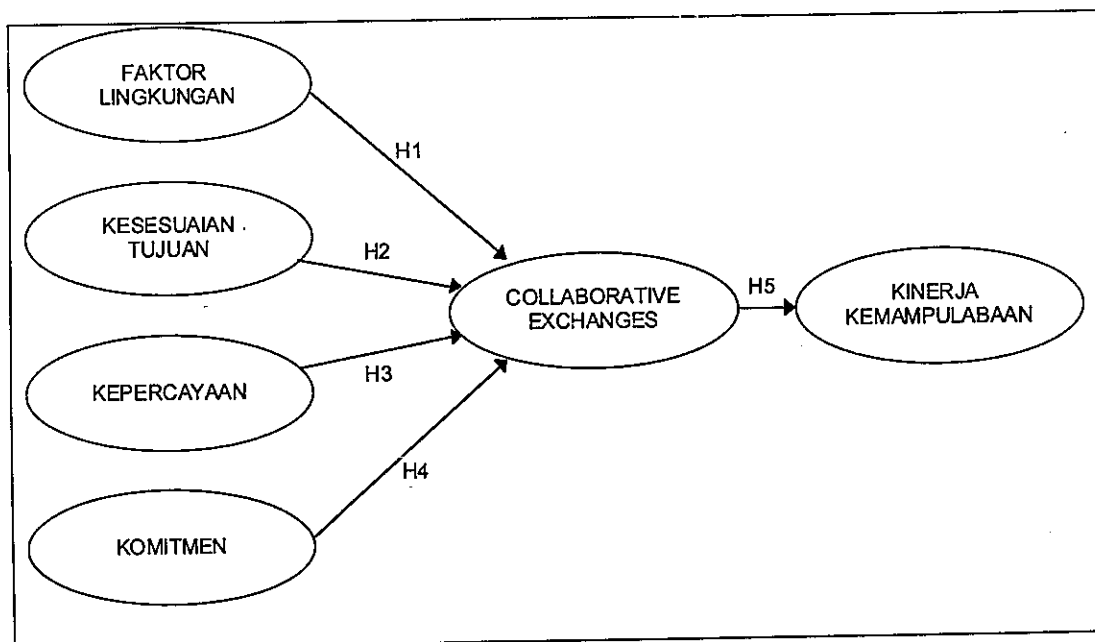 FAKTOR
LINGKUNGAN
H1
KESESUAIAN
TUJUAN
H2
COLLABORATIVE
EXCHANGES
H5
KINERJA
KEMAMPULABAAN
KEPERCAYAAN
H3
H4
KOMITMEN